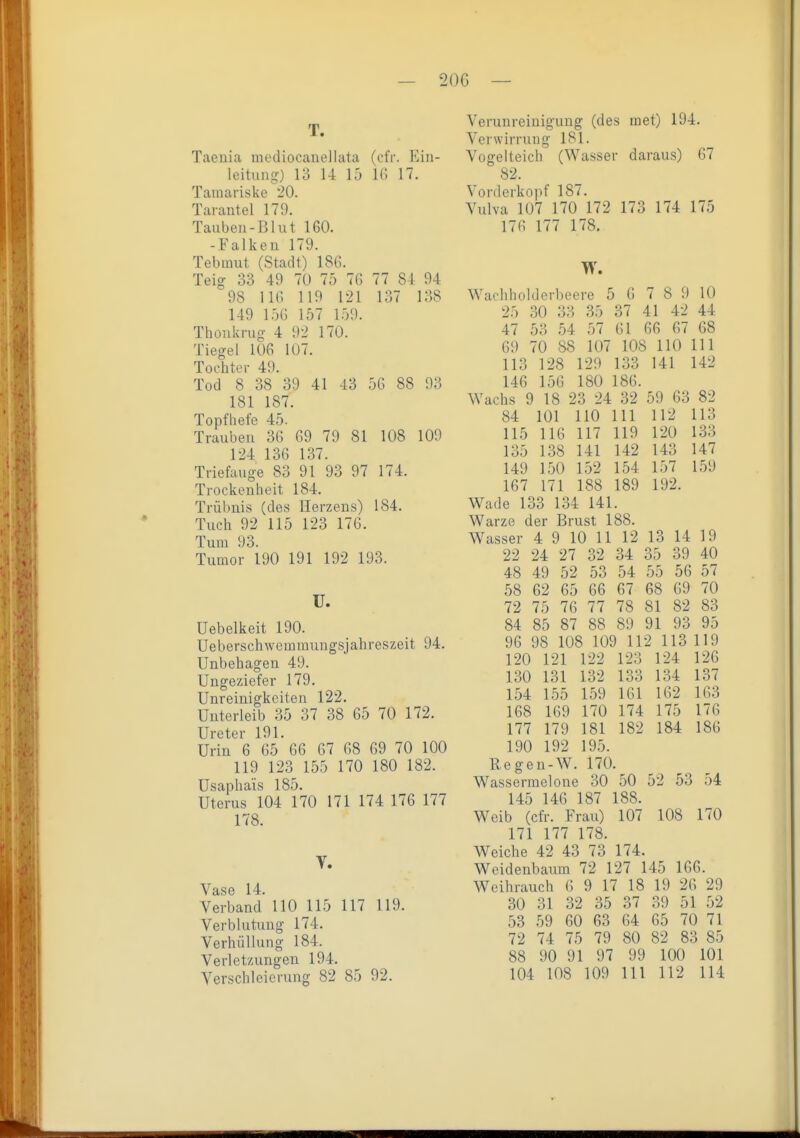 — 206 —
T.
Taenia mediocanellata (cfr. Ein-
leitung) 13 14 15 16 17.
Tamariske 20.
Tarantel 179.
Tauben-Blut 160.
-Falken 179.
Tebmut (Stadt) 186.
Teig 33 49 70 75 76 77 84 94
98 116 119 121 137 138
149 156 157 159.
Thonkrug 4 92 170.
Tiegel 106 107.
Tochter 49.
Tod 8 38 39 41 43 56 88 93
181 187.
Topfhefe 45.
Trauben 36 69 79 81 108 109
124 136 137.
Triefauge 83 91 93 97 174.
Trockenheit 184.
Trübnis (des Herzens) 184.
Tuch 92 115 123 176.
Tum 93.
Tumor 190 191 192 193.
U.
Uebelkeit 190.
Ueberschwemmungsjahreszeit 94.
Unbehagen 49.
Ungeziefer 179.
Unreinigkeiten 122.
Unterleib 35 37 38 65 70 172.
Ureter 191.
Urin 6 65 66 67 68 69 70 100
119 123 155 170 180 182.
Usaphaïs 185.
Uterus 104 170 171 174 176 177
178.
V.
Vase 14.
Verband 110 115 117 119.
Verblutung 174.
Verhüllung 184.
Verletzungen 194.
Verschleierung 82 85 92.
Verunreinigung (des met) 194.
Verwirrung 181.
Vogelteich (Wasser daraus) 67
82.
Vorderkopf 187.
Vulva 107 170 172 173 174 175
176 177 178.
W.
Wachholderbeere 5 6 7 8 9 10
25 30 33 35 37 41 42 44
47 53 54 57 61 66 67 68
69 70 88 107 108 110 111
113 128 129 133 141 142
146 156 180 186.
Wachs 9 18 23 24 32 59 63 82
84 101 110 111 112 113
115 116 117 119 120 133
135 138 141 142 143 147
149 150 152 154 157 159
167 171 188 189 192.
Wade 133 134 141.
Warze der Brust 188.
Wasser 4 9 10 11 12 13 14 19
22 24 27 32 34 35 39 40
48 49 52 53 54 55 56 57
58 62 65 66 67 68 69 70
72 75 76 77 78 81 82 83
84 85 87 88 89 91 93 95
96 98 108 109 112 113 119
120 121 122 123 124 126
130 131 132 133 134 137
154 155 159 161 162 163
168 169 170 174 175 176
177 179 181 182 184 186
190 192 195.
Regen-W. 170.
Wassermelone 30 50 52 53 54
145 146 187 188.
Weib (cfr. Frau) 107 108 170
171 177 178.
Weiche 42 43 73 174.
Weidenbaum 72 127 145 166.
Weihrauch 6 9 17 18 19 26 29
30 31 32 35 37 39 51 52
53 59 60 63 64 65 70 71
72 74 75 79 80 82 83 85
88 90 91 97 99 100 101
104 108 109 111 112 114